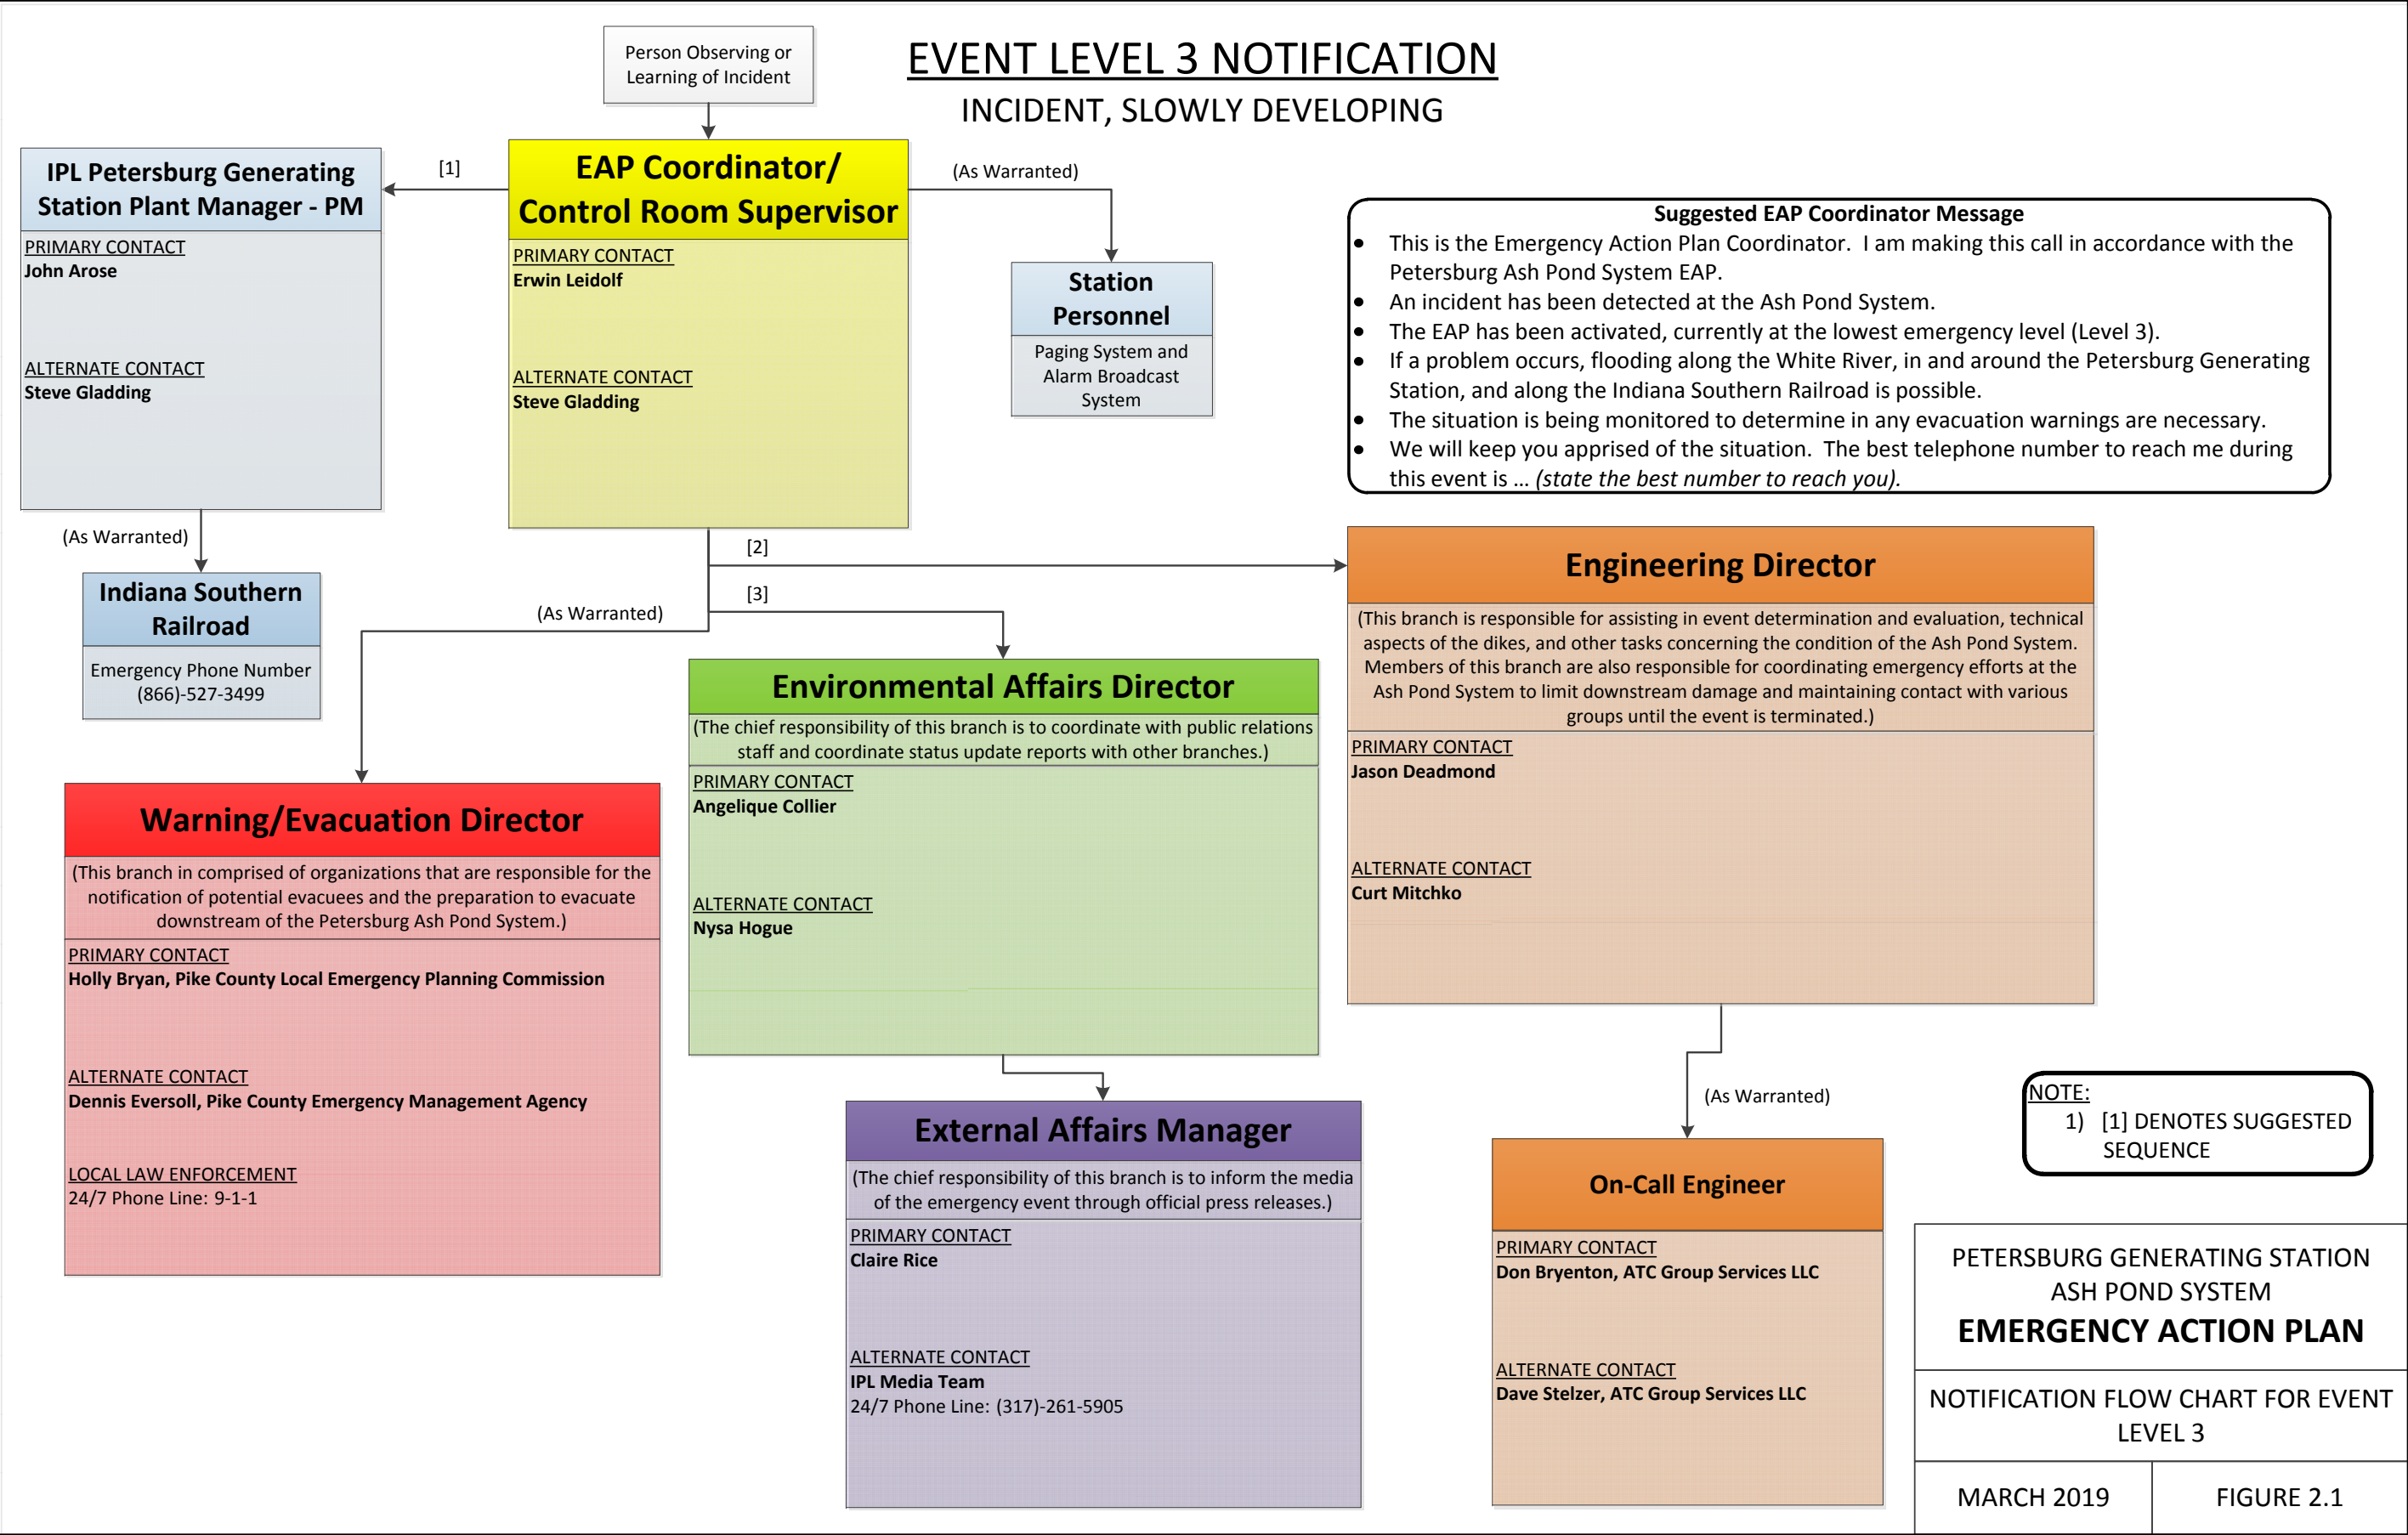 Person Observing or
Learning of Incident
EVENT LEVEL 3 NOTIFICATION
INCIDENT, SLOWLY DEVELOPING
IPL Petersburg Generating
Station Plant Manager - PM
PRIMARY CONTACT
John Arose
ALTERNATE CONTACT
Steve Gladding
[1]
EAP Coordinator/
Control Room Supervisor
PRIMARY CONTACT
Erwin Leidolf
ALTERNATE CONTACT
Steve Gladding
(As Warranted)
Station
Personnel
Paging System and
Alarm Broadcast
System
Suggested EAP Coordinator Message
• This is the Emergency Action Plan Coordinator.  I am making this call in accordance with the
Petersburg Ash Pond System EAP.
• An incident has been detected at the Ash Pond System.
• The EAP has been activated, currently at the lowest emergency level (Level 3).
• If a problem occurs, flooding along the White River, in and around the Petersburg Generating
Station, and along the Indiana Southern Railroad is possible.
• The situation is being monitored to determine in any evacuation warnings are necessary.
• We will keep you apprised of the situation.  The best telephone number to reach me during
this event is … (state the best number to reach you).
(As Warranted)
Indiana Southern
Railroad
Emergency Phone Number
(866)-527-3499
[2]
[3]
(As Warranted)
Engineering Director
(This branch is responsible for assisting in event determination and evaluation, technical
aspects of the dikes, and other tasks concerning the condition of the Ash Pond System.
Members of this branch are also responsible for coordinating emergency efforts at the
Ash Pond System to limit downstream damage and maintaining contact with various
groups until the event is terminated.)
PRIMARY CONTACT
Jason Deadmond
ALTERNATE CONTACT
Curt Mitchko
Environmental Affairs Director
(The chief responsibility of this branch is to coordinate with public relations
staff and coordinate status update reports with other branches.)
PRIMARY CONTACT
Angelique Collier
ALTERNATE CONTACT
Nysa Hogue
Warning/Evacuation Director
(This branch in comprised of organizations that are responsible for the
notification of potential evacuees and the preparation to evacuate
downstream of the Petersburg Ash Pond System.)
PRIMARY CONTACT
Holly Bryan, Pike County Local Emergency Planning Commission
ALTERNATE CONTACT
Dennis Eversoll, Pike County Emergency Management Agency
LOCAL LAW ENFORCEMENT
24/7 Phone Line: 9-1-1
External Affairs Manager
(The chief responsibility of this branch is to inform the media
of the emergency event through official press releases.)
PRIMARY CONTACT
Claire Rice
ALTERNATE CONTACT
IPL Media Team
24/7 Phone Line: (317)-261-5905
(As Warranted)
On-Call Engineer
PRIMARY CONTACT
Don Bryenton, ATC Group Services LLC
ALTERNATE CONTACT
Dave Stelzer, ATC Group Services LLC
NOTE:
1) [1] DENOTES SUGGESTED
SEQUENCE
PETERSBURG GENERATING STATION
ASH POND SYSTEM
EMERGENCY ACTION PLAN
NOTIFICATION FLOW CHART FOR EVENT
LEVEL 3
MARCH 2019
FIGURE 2.1